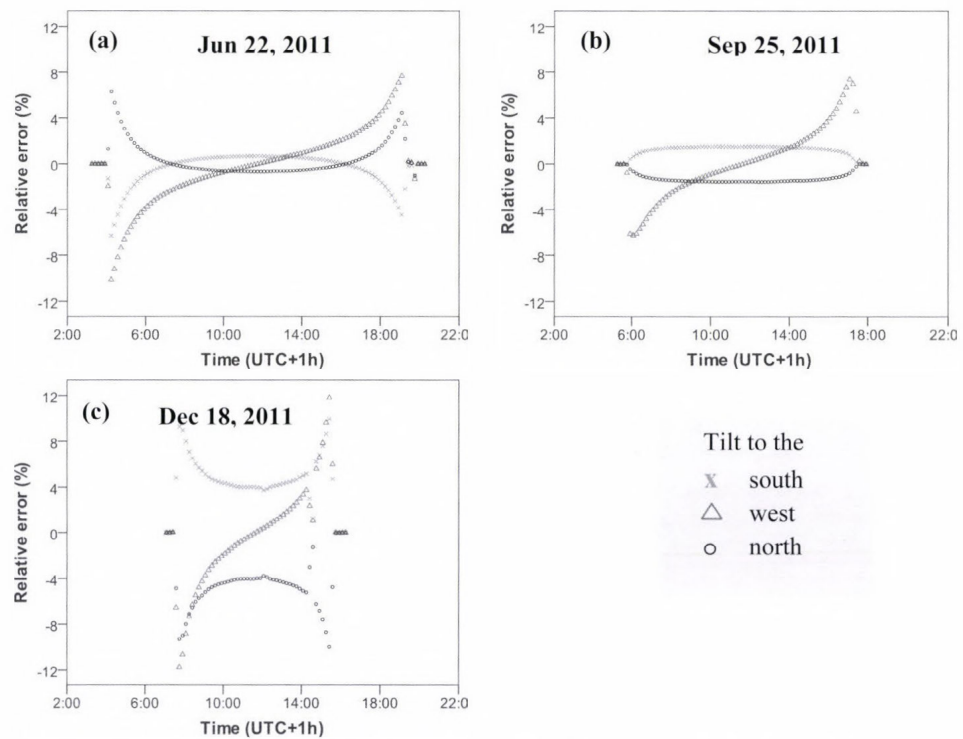 (a) Jun 22, 2011
12
8
4
0
-4
-8
-12
Relative error (%)
2:00 6:00 10:00 14:00 18:00 22:00
Time (UTC+1h)
(b) Sep 25, 2011
12
8
4
0
-4
-8
-12
Relative error (%)
2:00 6:00 10:00 14:00 18:00 22:00
Time (UTC+1h)
(c) Dec 18, 2011
12
8
4
0
-4
-8
-12
Relative error (%)
2:00 6:00 10:00 14:00 18:00 22:00
Time (UTC+1h)
Tilt to the
south
west
north